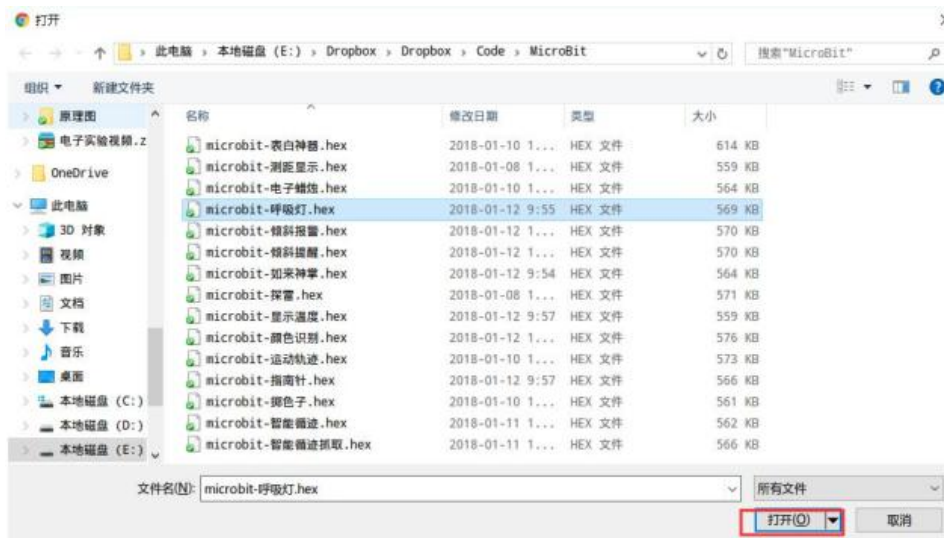 打开
此电脑 › 本地磁盘 (E:) › Dropbox › Dropbox › Code › MicroBit
搜索"MicroBit"
组织
新建文件夹
原理图
电子实验视频.z
OneDrive
此电脑
3D 对象
视频
图片
文档
下载
音乐
桌面
本地磁盘 (C:)
本地磁盘 (D:)
本地磁盘 (E:)
名称 修改日期 类型 大小
microbit-表白神器.hex 2018-01-10 1... HEX 文件 614 KB
microbit-测距显示.hex 2018-01-08 1... HEX 文件 559 KB
microbit-电子蜡烛.hex 2018-01-10 1... HEX 文件 564 KB
microbit-呼吸灯.hex 2018-01-12 9:55 HEX 文件 569 KB
microbit-倾斜报警.hex 2018-01-12 1... HEX 文件 570 KB
microbit-倾斜提醒.hex 2018-01-12 1... HEX 文件 570 KB
microbit-如来神掌.hex 2018-01-12 9:54 HEX 文件 564 KB
microbit-探雷.hex 2018-01-08 1... HEX 文件 571 KB
microbit-显示温度.hex 2018-01-12 9:57 HEX 文件 559 KB
microbit-颜色识别.hex 2018-01-12 1... HEX 文件 576 KB
microbit-运动轨迹.hex 2018-01-10 1... HEX 文件 573 KB
microbit-指南针.hex 2018-01-12 9:57 HEX 文件 566 KB
microbit-掷色子.hex 2018-01-10 1... HEX 文件 561 KB
microbit-智能循迹.hex 2018-01-11 1... HEX 文件 562 KB
microbit-智能循迹抓取.hex 2018-01-11 1... HEX 文件 566 KB
文件名(N): microbit-呼吸灯.hex
所有文件
打开(O)
取消